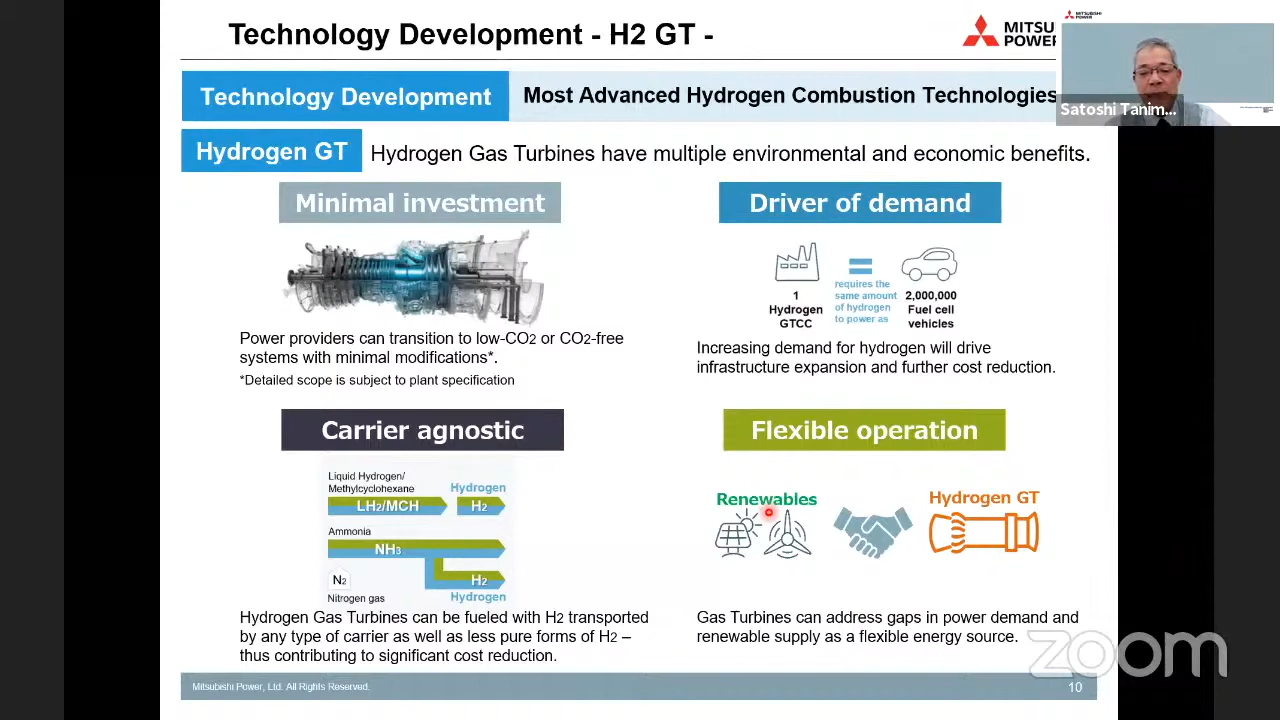 Technology Development - H2 GT -
MITSU
POWER
MITSUBISHI
POWER
Satoshi Tanim...
Technology Development
Most Advanced Hydrogen Combustion Technologies
Hydrogen GT
Hydrogen Gas Turbines have multiple environmental and economic benefits.
Minimal investment
Power providers can transition to low-CO2 or CO2-free
systems with minimal modifications*.
*Detailed scope is subject to plant specification
Driver of demand
1
Hydrogen
GTCC
requires the
same amount
of hydrogen
to power as
2,000,000
Fuel cell
vehicles
Increasing demand for hydrogen will drive
infrastructure expansion and further cost reduction.
Carrier agnostic
Liquid Hydrogen/
Methylcyclohexane
Hydrogen
LH2/MCH
H2
Ammonia
NH3
N2
H2
Nitrogen gas
Hydrogen
Hydrogen Gas Turbines can be fueled with H2 transported
by any type of carrier as well as less pure forms of H2 –
thus contributing to significant cost reduction.
Flexible operation
Renewables
Hydrogen GT
Gas Turbines can address gaps in power demand and
renewable supply as a flexible energy source.
zoom
Mitsubishi Power, Ltd. All Rights Reserved.
10